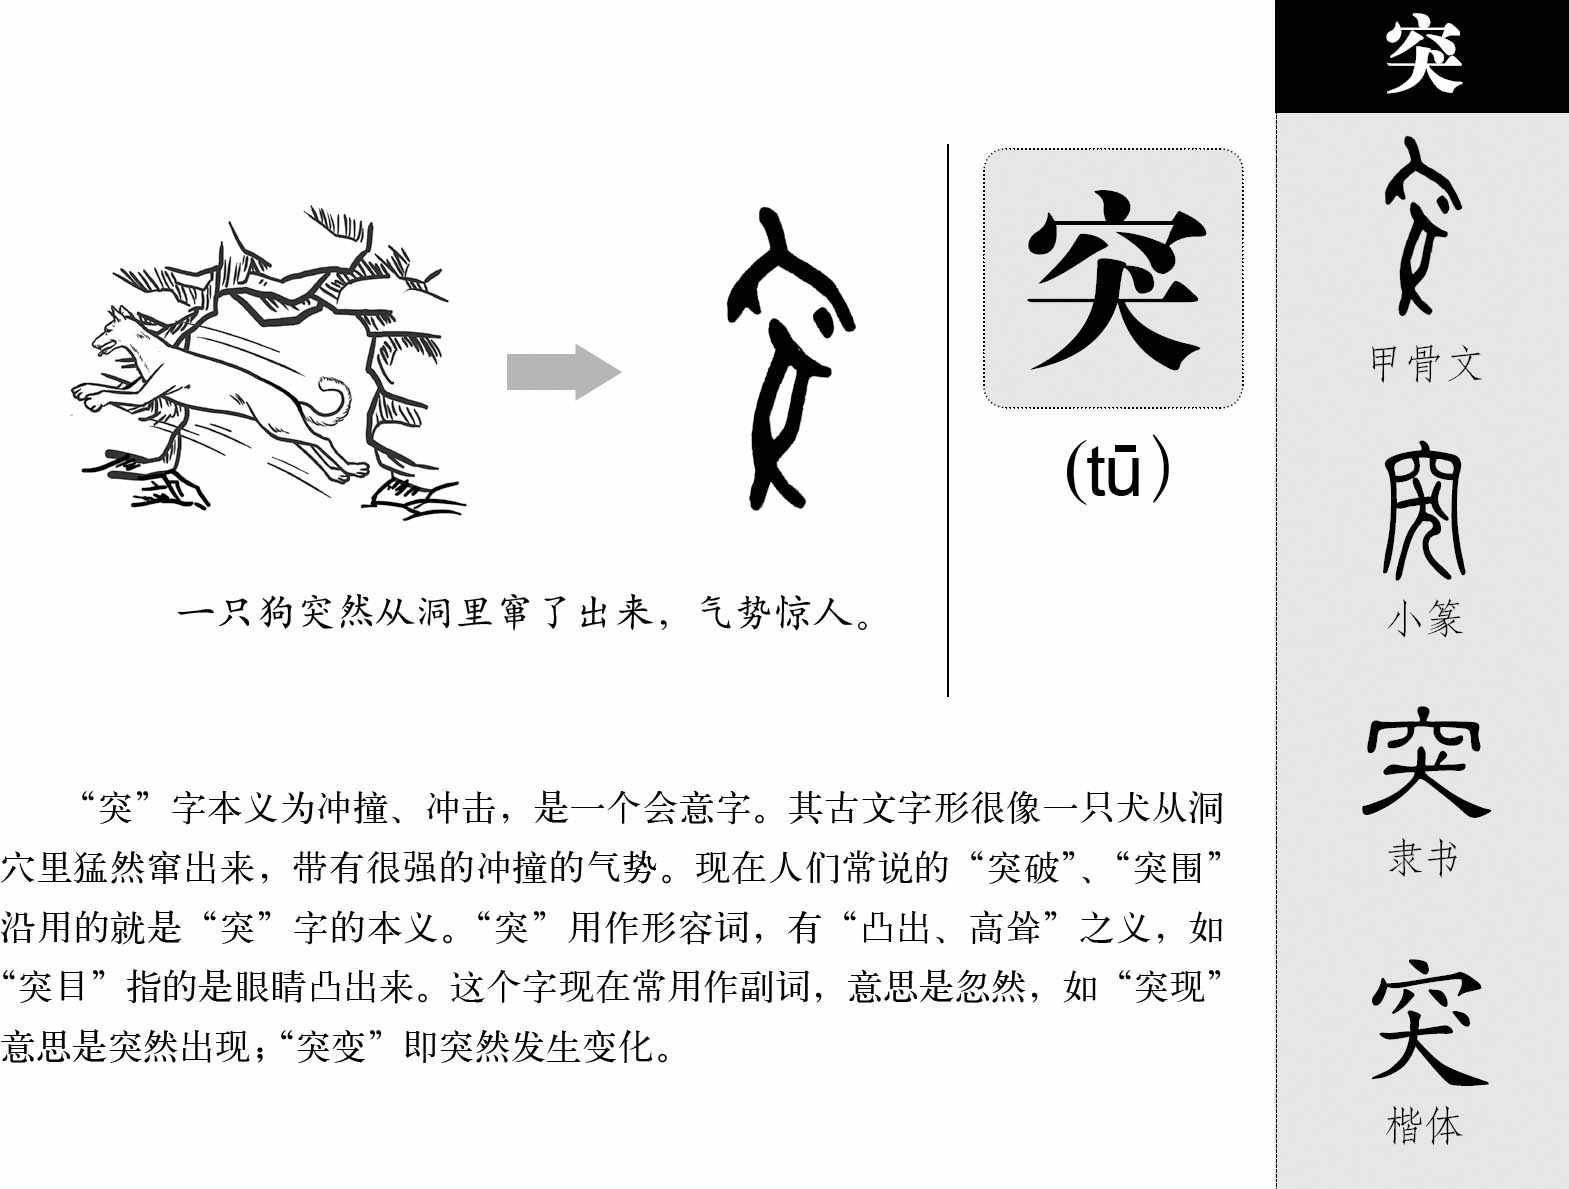 突
(tū)
一只狗突然从洞里窜了出来，气势惊人。
“突”字本义为冲撞、冲击，是一个会意字。其古文字形很像一只犬从洞
穴里猛然窜出来，带有很强的冲撞的气势。现在人们常说的“突破”、“突围”
沿用的就是“突”字的本义。“突”用作形容词，有“凸出、高耸”之义，如
“突目”指的是眼睛凸出来。这个字现在常用作副词，意思是忽然，如“突现”
意思是突然出现；“突变”即突然发生变化。
突
甲骨文
小篆
突
隶书
突
楷体